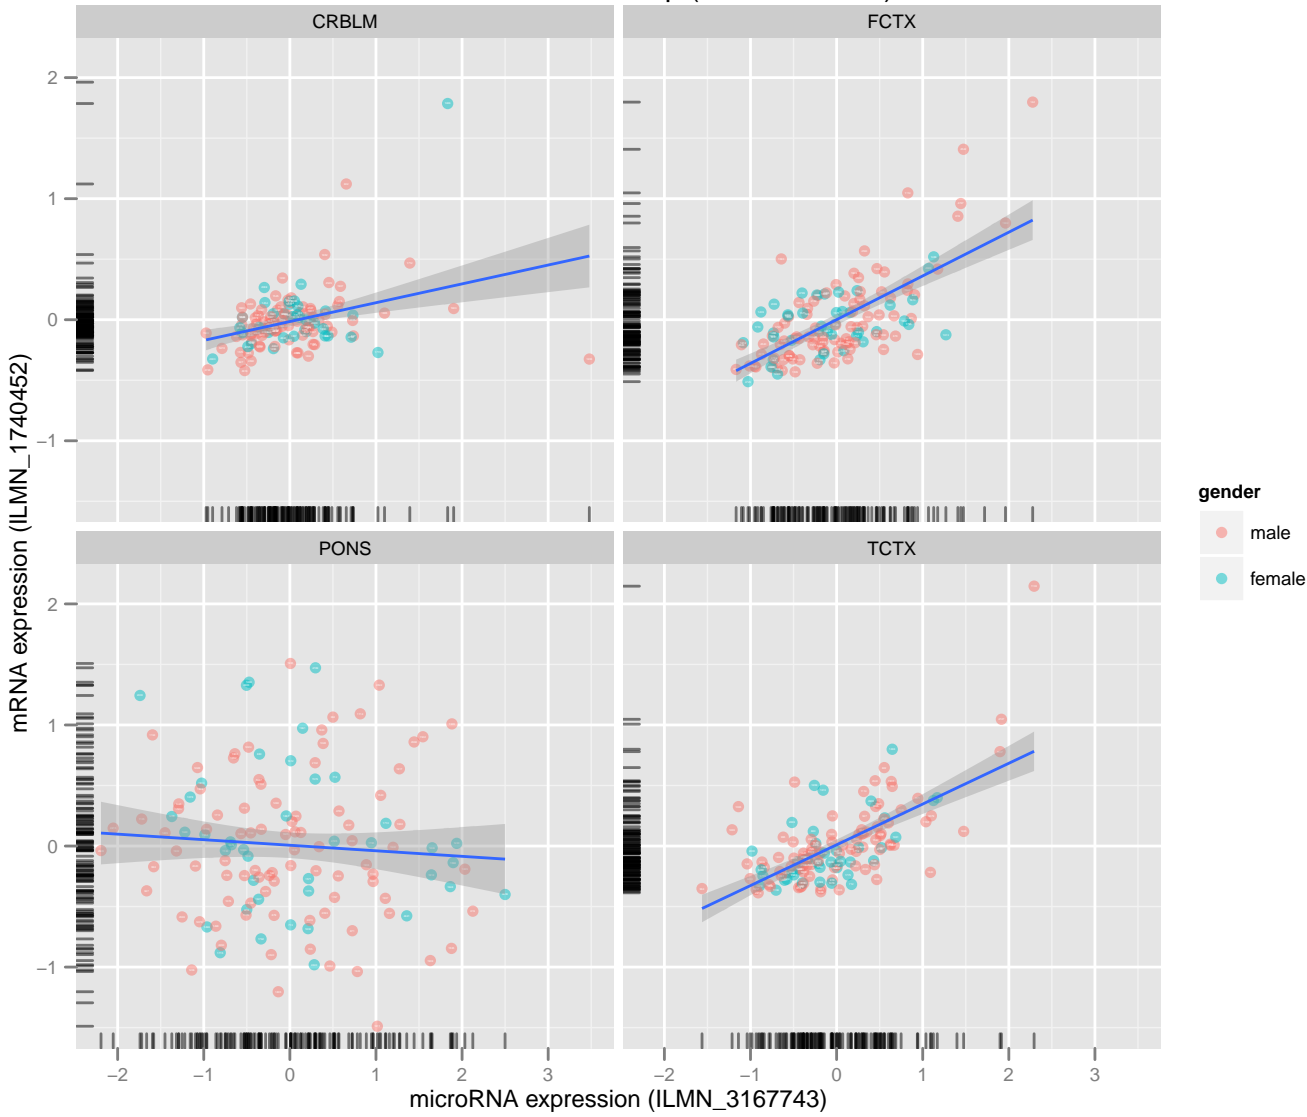 CRBLM FCTX
2
1
0
−1
mRNA expression (ILMN_1740452)
PONS TCTX
2
1
0
−1
−2 −1 0 1 2 3 −2 −1 0 1 2 3
microRNA expression (ILMN_3167743)
gender
male
female